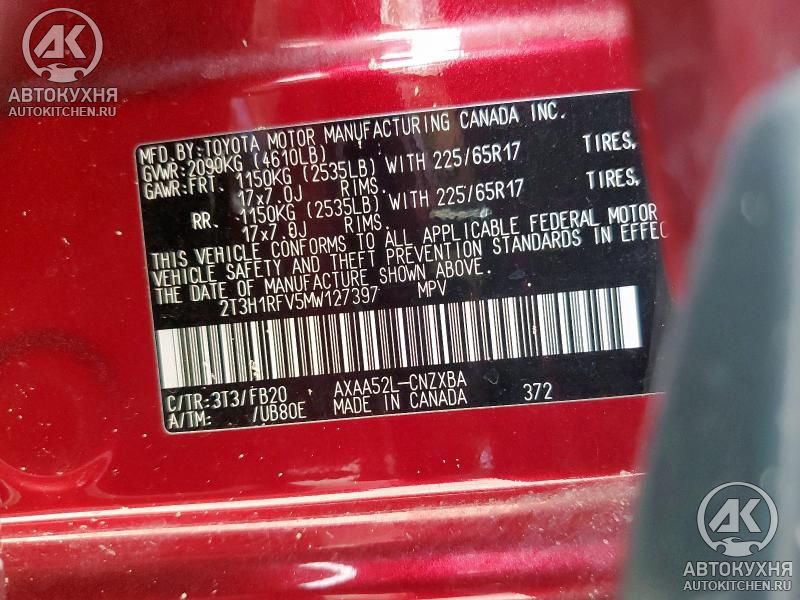 AK
АВТОКУХНЯ
AUTOKITCHEN.RU
MFD.BY:TOYOTA MOTOR MANUFACTURING CANADA INC.
GVWR:2090KG (4610LB)
GAWR:FRT. 1150KG (2535LB) WITH 225/65R17 TIRES,
17x7.0J RIMS.
RR. 1150KG (2535LB) WITH 225/65R17 TIRES,
17x7.0J RIMS.
THIS VEHICLE CONFORMS TO ALL APPLICABLE FEDERAL MOTOR
VEHICLE SAFETY AND THEFT PREVENTION STANDARDS IN EFFEC
THE DATE OF MANUFACTURE SHOWN ABOVE.
2T3H1RFV5MW127397 MPV
C/TR:3T3/FB20 AXAA52L-CNZXBA 372
A/TM: /UB80E MADE IN CANADA
AK
АВТОКУХНЯ
AUTOKITCHEN.RU